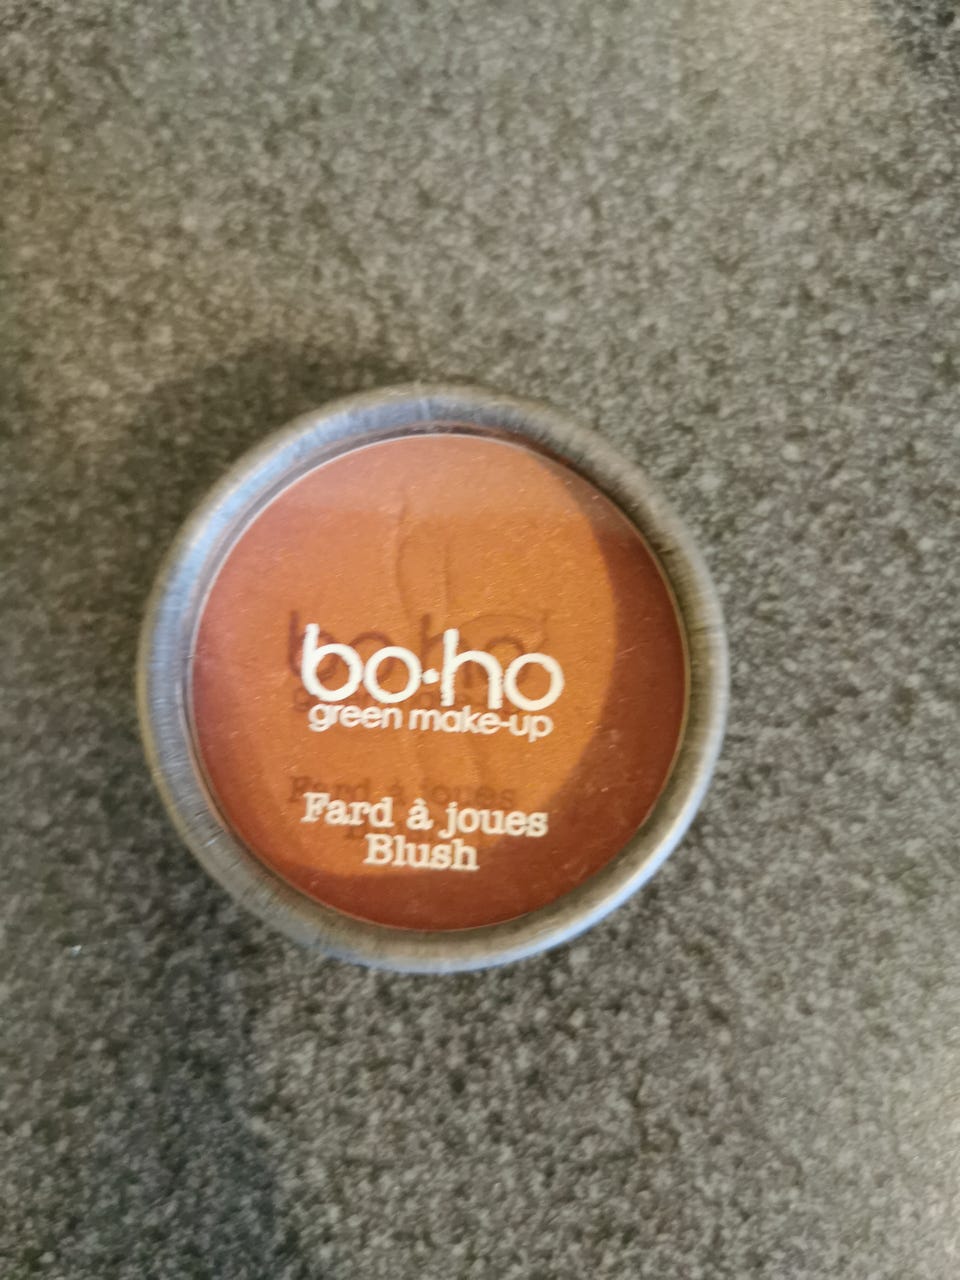 bo·ho
green make-up
Fard à joues
Blush